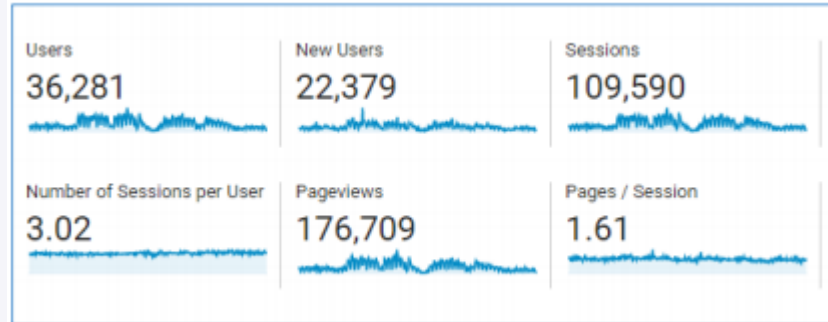 Users
36,281
New Users
22,379
Sessions
109,590
Number of Sessions per User
3.02
Pageviews
176,709
Pages / Session
1.61